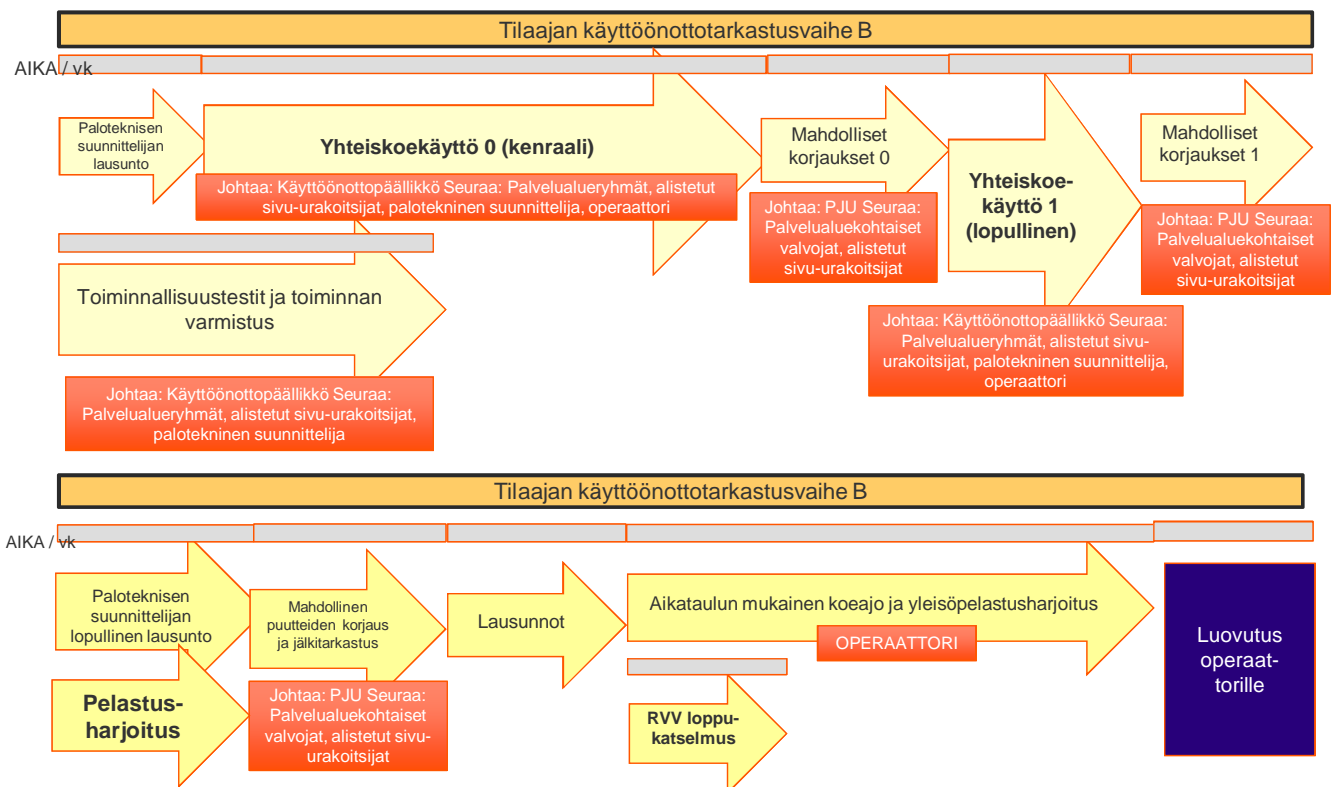 Tilaajan käyttöönottotarkastusvaihe B
AIKA / vk
Paloteknisen
suunnittelijan
lausunto
Yhteiskoekäyttö 0 (kenraali)
Johtaa: Käyttöönottopäällikkö Seuraa: Palvelualueryhmät, alistetut
sivu-urakoitsijat, palotekninen suunnittelija, operaattori
Mahdolliset
korjaukset 0
Johtaa: PJU Seuraa:
Palvelualuekohtaiset
valvojat, alistetut
sivu-urakoitsijat
Yhteiskoe-
käyttö 1
(lopullinen)
Johtaa: Käyttöönottopäällikkö Seuraa:
Palvelualueryhmät, alistetut sivu-
urakoitsijat, palotekninen suunnittelija,
operaattori
Mahdolliset
korjaukset 1
Johtaa: PJU Seuraa:
Palvelualuekohtaiset
valvojat, alistetut
sivu-urakoitsijat
Toiminnallisuustestit ja toiminnan
varmistus
Johtaa: Käyttöönottopäällikkö Seuraa:
Palvelualueryhmät, alistetut sivu-urakoitsijat,
palotekninen suunnittelija
Tilaajan käyttöönottotarkastusvaihe B
AIKA / vk
Paloteknisen
suunnittelijan
lopullinen lausunto
Pelastus-
harjoitus
Mahdollinen
puutteiden korjaus
ja jälkitarkastus
Johtaa: PJU Seuraa:
Palvelualuekohtaiset
valvojat, alistetut sivu-
urakoitsijat
Lausunnot
Aikataulun mukainen koeajo ja yleisöpelastusharjoitus
OPERAATTORI
RVV loppu-
katselmus
Luovutus
operaat-
torille